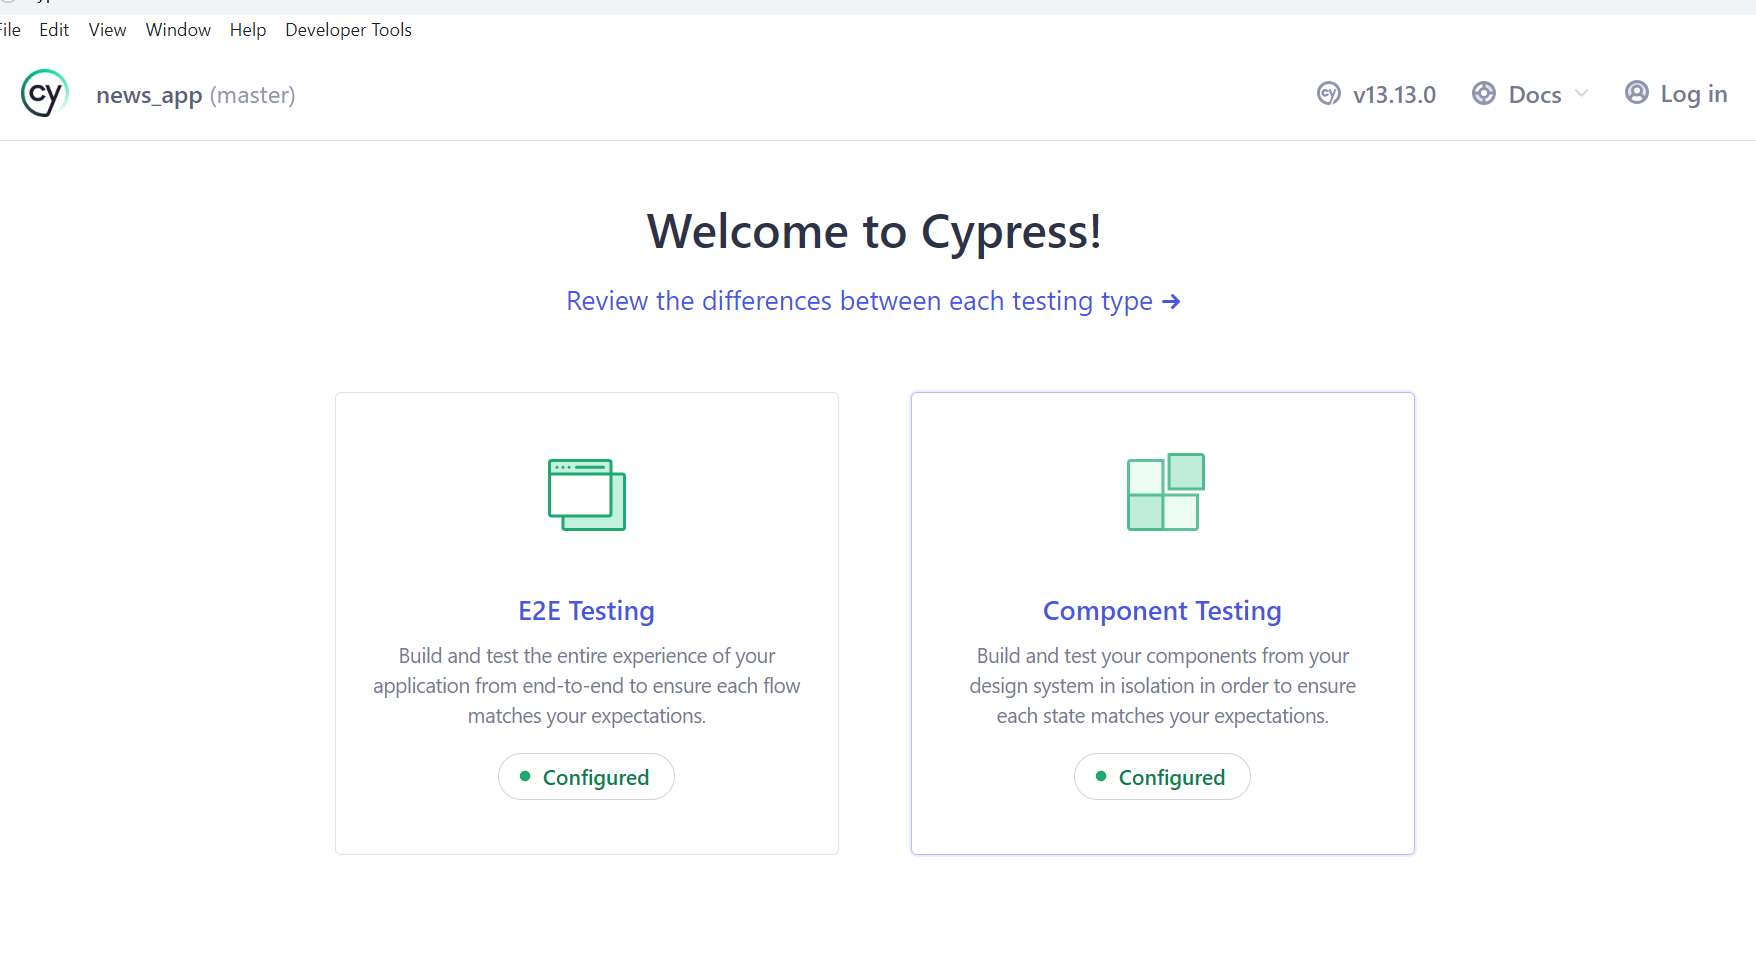 File Edit View Window Help Developer Tools
cy news_app (master) cy v13.13.0 Docs Log in
Welcome to Cypress!
Review the differences between each testing type →
E2E Testing
Build and test the entire experience of your
application from end-to-end to ensure each flow
matches your expectations.
Configured
Component Testing
Build and test your components from your
design system in isolation in order to ensure
each state matches your expectations.
Configured